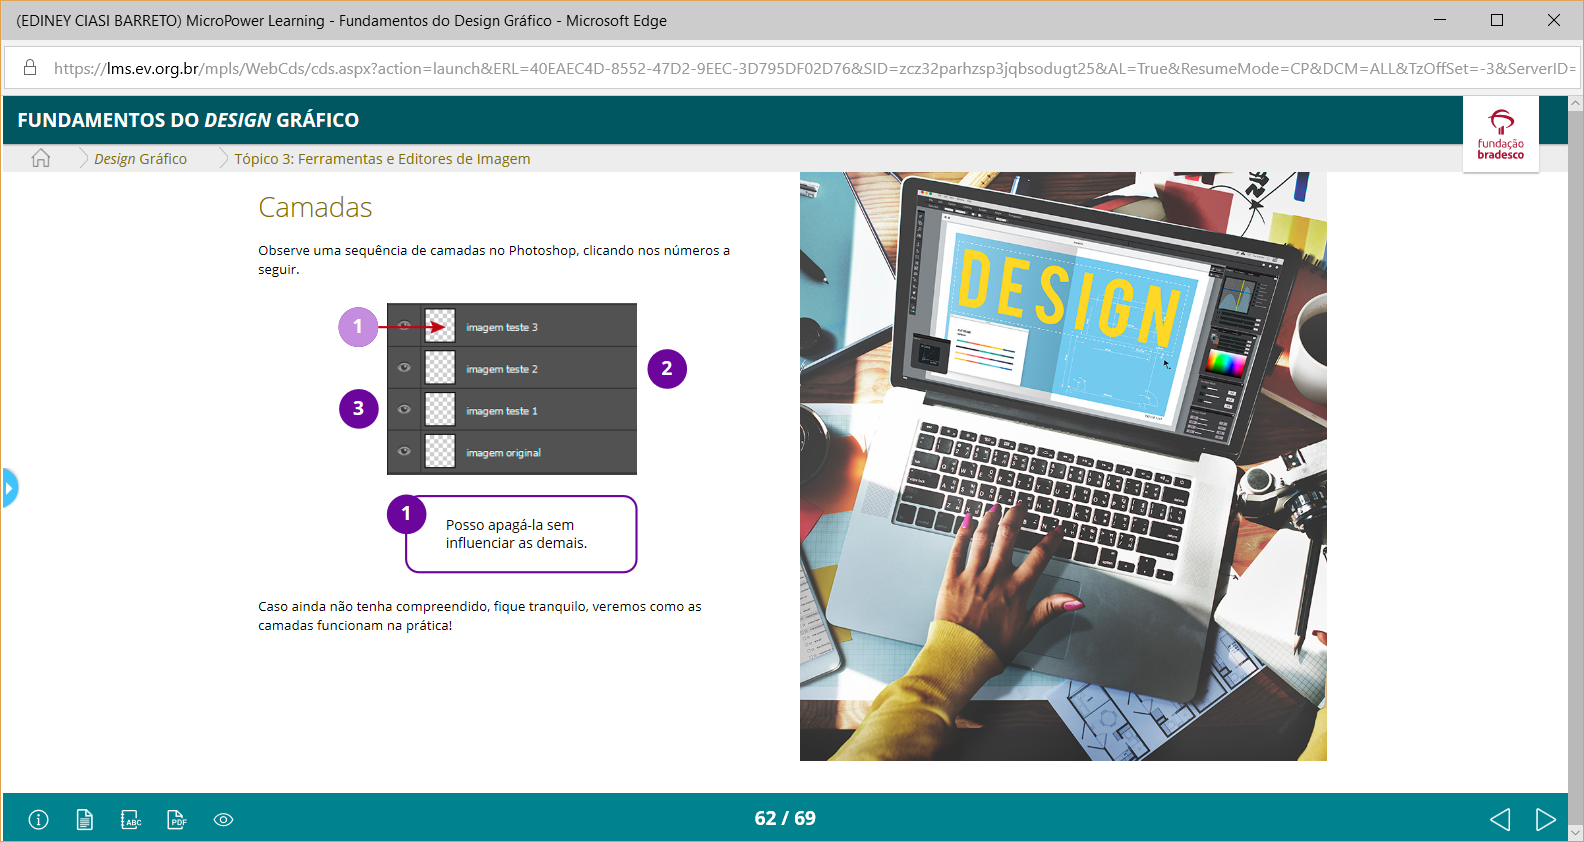 (EDINEY CIASI BARRETO) MicroPower Learning - Fundamentos do Design Gráfico - Microsoft Edge
https://lms.ev.org.br/mpls/WebCds/cds.aspx?action=launch&ERL=40EAEC4D-8552-47D2-9EEC-3D795DF02D76&SID=zcz32parhzsp3jqbsodugt25&AL=True&ResumeMode=CP&DCM=ALL&TzOffSet=-3&ServerID=
FUNDAMENTOS DO DESIGN GRÁFICO
fundação
bradesco
Design Gráfico
Tópico 3: Ferramentas e Editores de Imagem
Camadas
Observe uma sequência de camadas no Photoshop, clicando nos números a
seguir.
1
imagem teste 3
imagem teste 2
2
3
imagem teste 1
imagem original
1
Posso apagá-la sem
influenciar as demais.
Caso ainda não tenha compreendido, fique tranquilo, veremos como as
camadas funcionam na prática!
DESIGN
ABC
PDF
62 / 69